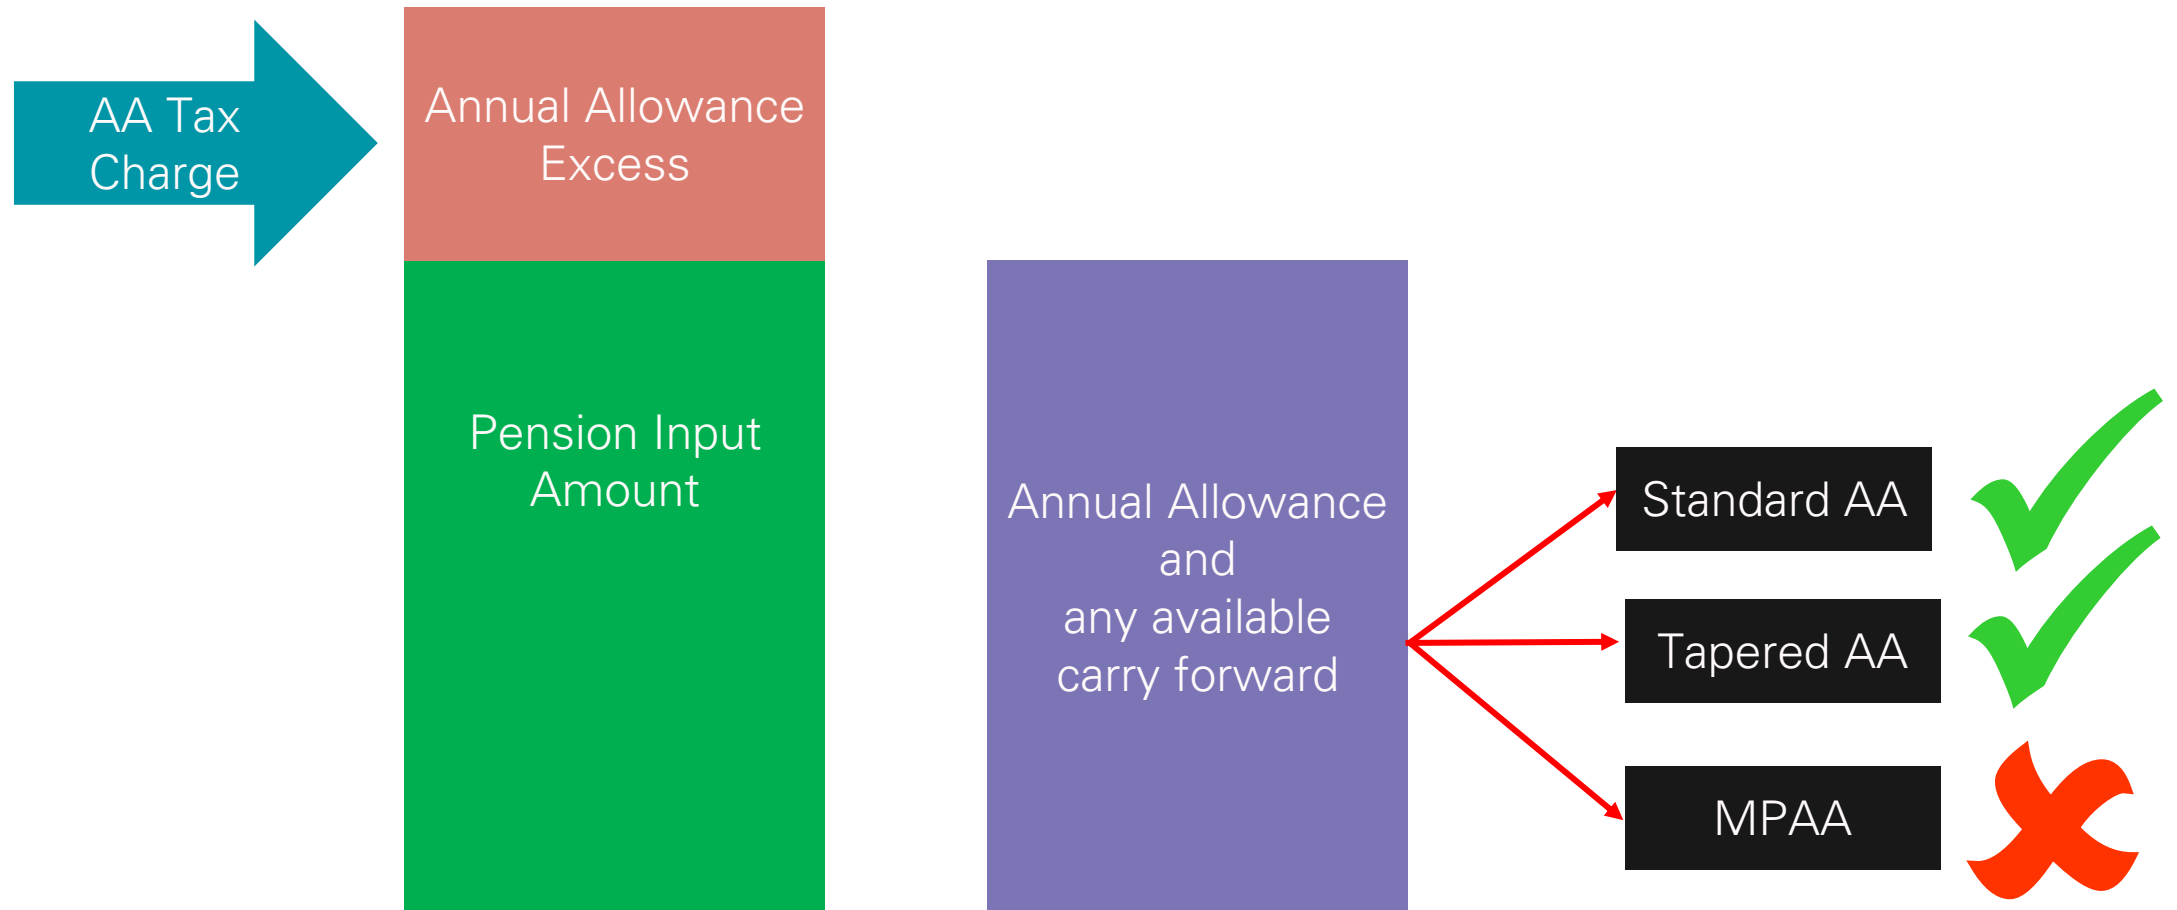 AA Tax
Charge
Annual Allowance
Excess
Pension Input
Amount
Annual Allowance
and
any available
carry forward
Standard AA
Tapered AA
MPAA